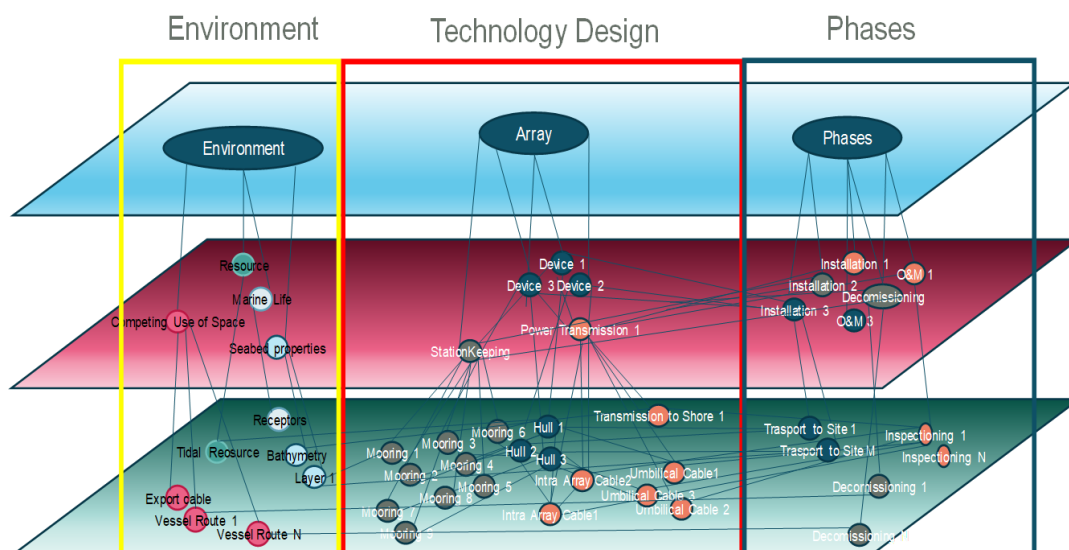 Environment
Technology Design
Phases
Environment
Array
Phases
Resource
Marine Life
Competing Use of Space
Seabed properties
Device 1
Device 3
Device 2
Power Transmission 1
StationKeeping
Installation 1
O&M 1
Installation 2
Decomissioning
Installation 3
O&M 3
Receptors
Tidal Reosurce
Bathymetry
Layer 1
Export cable
Vessel Route 1
Vessel Route N
Mooring 1
Mooring 3
Mooring 6
Mooring 2
Mooring 4
Mooring 5
Mooring 8
Mooring 7
Mooring 9
Hull 1
Hull 2
Hull 3
Transmission to Shore 1
Intra Array Cable2
Umbilical Cable1
Umbilical Cable 3
Umbilical Cable 2
Intra Array Cable1
Trasport to Site 1
Trasport to Site M
Inspectioning 1
Inspectioning N
Decomissioning 1
Decomissioning